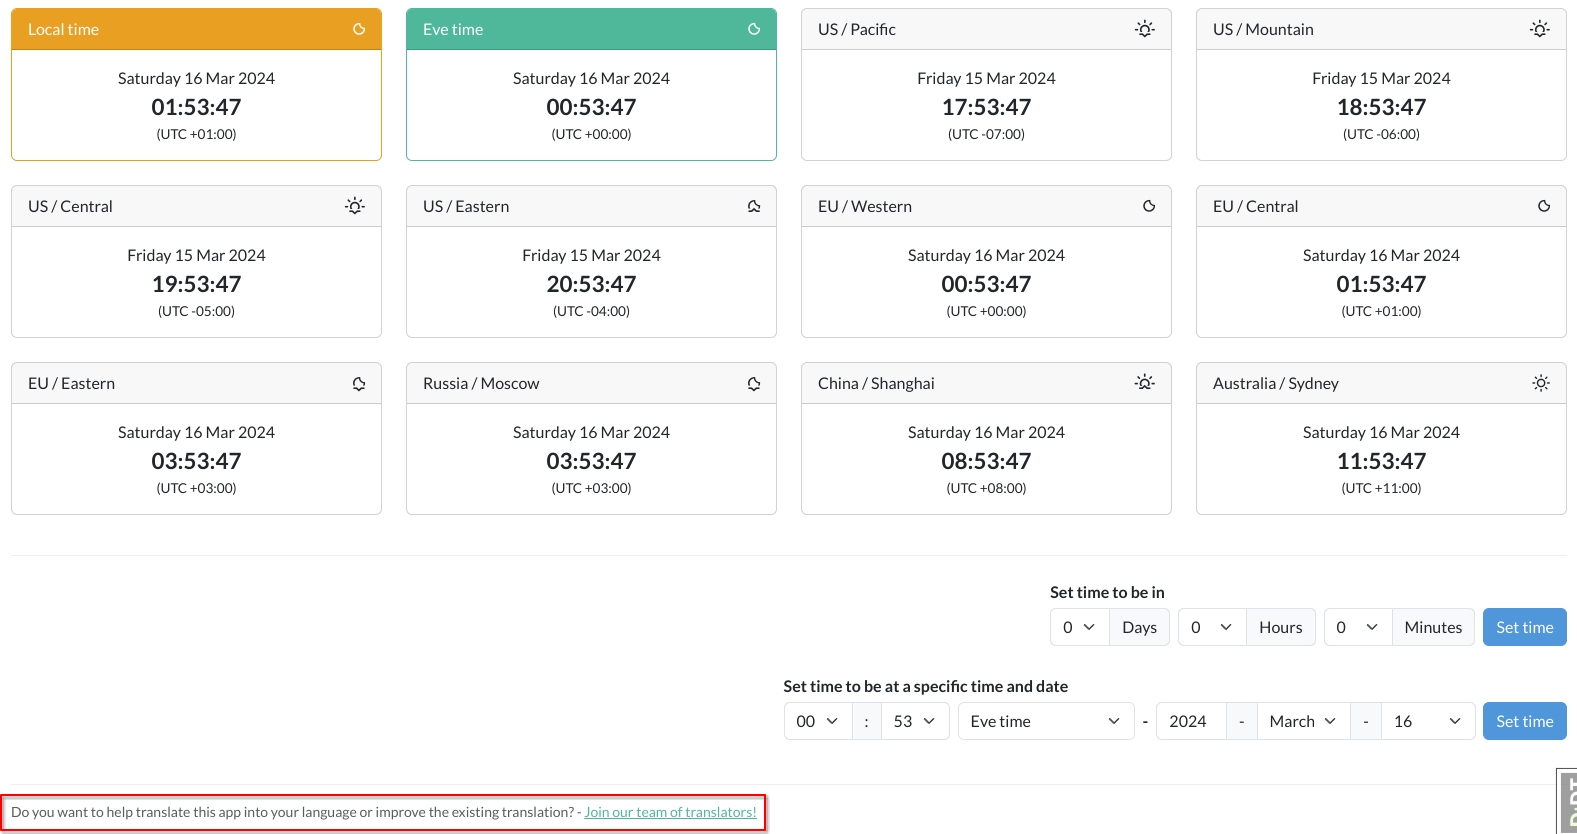 Local time
Saturday 16 Mar 2024
01:53:47
(UTC +01:00)
Eve time
Saturday 16 Mar 2024
00:53:47
(UTC +00:00)
US / Pacific
Friday 15 Mar 2024
17:53:47
(UTC -07:00)
US / Mountain
Friday 15 Mar 2024
18:53:47
(UTC -06:00)
US / Central
Friday 15 Mar 2024
19:53:47
(UTC -05:00)
US / Eastern
Friday 15 Mar 2024
20:53:47
(UTC -04:00)
EU / Western
Saturday 16 Mar 2024
00:53:47
(UTC +00:00)
EU / Central
Saturday 16 Mar 2024
01:53:47
(UTC +01:00)
EU / Eastern
Saturday 16 Mar 2024
03:53:47
(UTC +03:00)
Russia / Moscow
Saturday 16 Mar 2024
03:53:47
(UTC +03:00)
China / Shanghai
Saturday 16 Mar 2024
08:53:47
(UTC +08:00)
Australia / Sydney
Saturday 16 Mar 2024
11:53:47
(UTC +11:00)
Set time to be in
0 Days 0 Hours 0 Minutes Set time
Set time to be at a specific time and date
00 : 53 Eve time - 2024 - March - 16 Set time
Do you want to help translate this app into your language or improve the existing translation? - Join our team of translators!